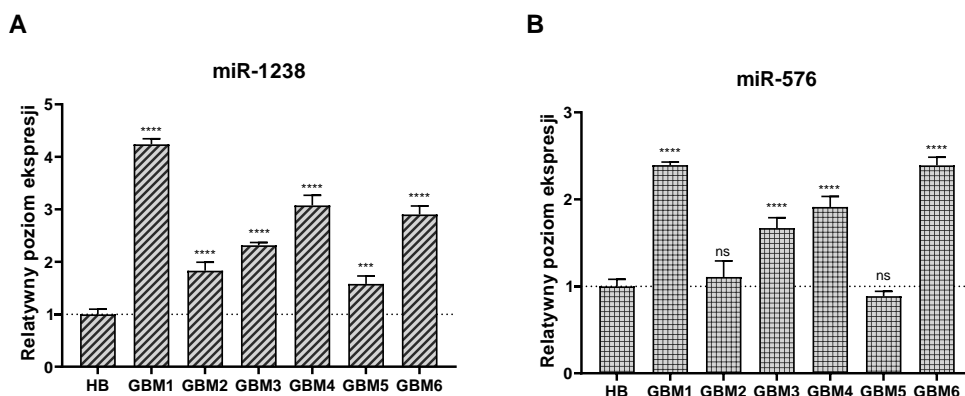 A
miR-1238
Relatywny poziom ekspresji
5
4
3
2
1
0
****
****
****
****
***
****
HB GBM1 GBM2 GBM3 GBM4 GBM5 GBM6
B
miR-576
Relatywny poziom ekspresji
3
2
1
0
****
ns
****
****
ns
****
HB GBM1 GBM2 GBM3 GBM4 GBM5 GBM6